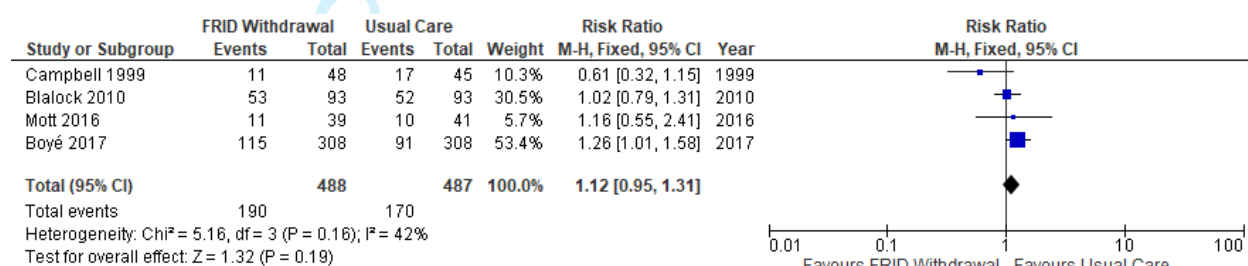 FRID Withdrawal Usual Care Risk Ratio Risk Ratio
Study or Subgroup Events Total Events Total Weight M-H, Fixed, 95% CI Year M-H, Fixed, 95% CI
Campbell 1999 11 48 17 45 10.3% 0.61 [0.32, 1.15] 1999
Blalock 2010 53 93 52 93 30.5% 1.02 [0.79, 1.31] 2010
Mott 2016 11 39 10 41 5.7% 1.16 [0.55, 2.41] 2016
Boyé 2017 115 308 91 308 53.4% 1.26 [1.01, 1.58] 2017
Total (95% CI) 488 487 100.0% 1.12 [0.95, 1.31]
Total events 190 170
Heterogeneity: Chi² = 5.16, df = 3 (P = 0.16); I² = 42%
Test for overall effect: Z = 1.32 (P = 0.19)
0.01 0.1 1 10 100
Favours FRID Withdrawal Favours Usual Care